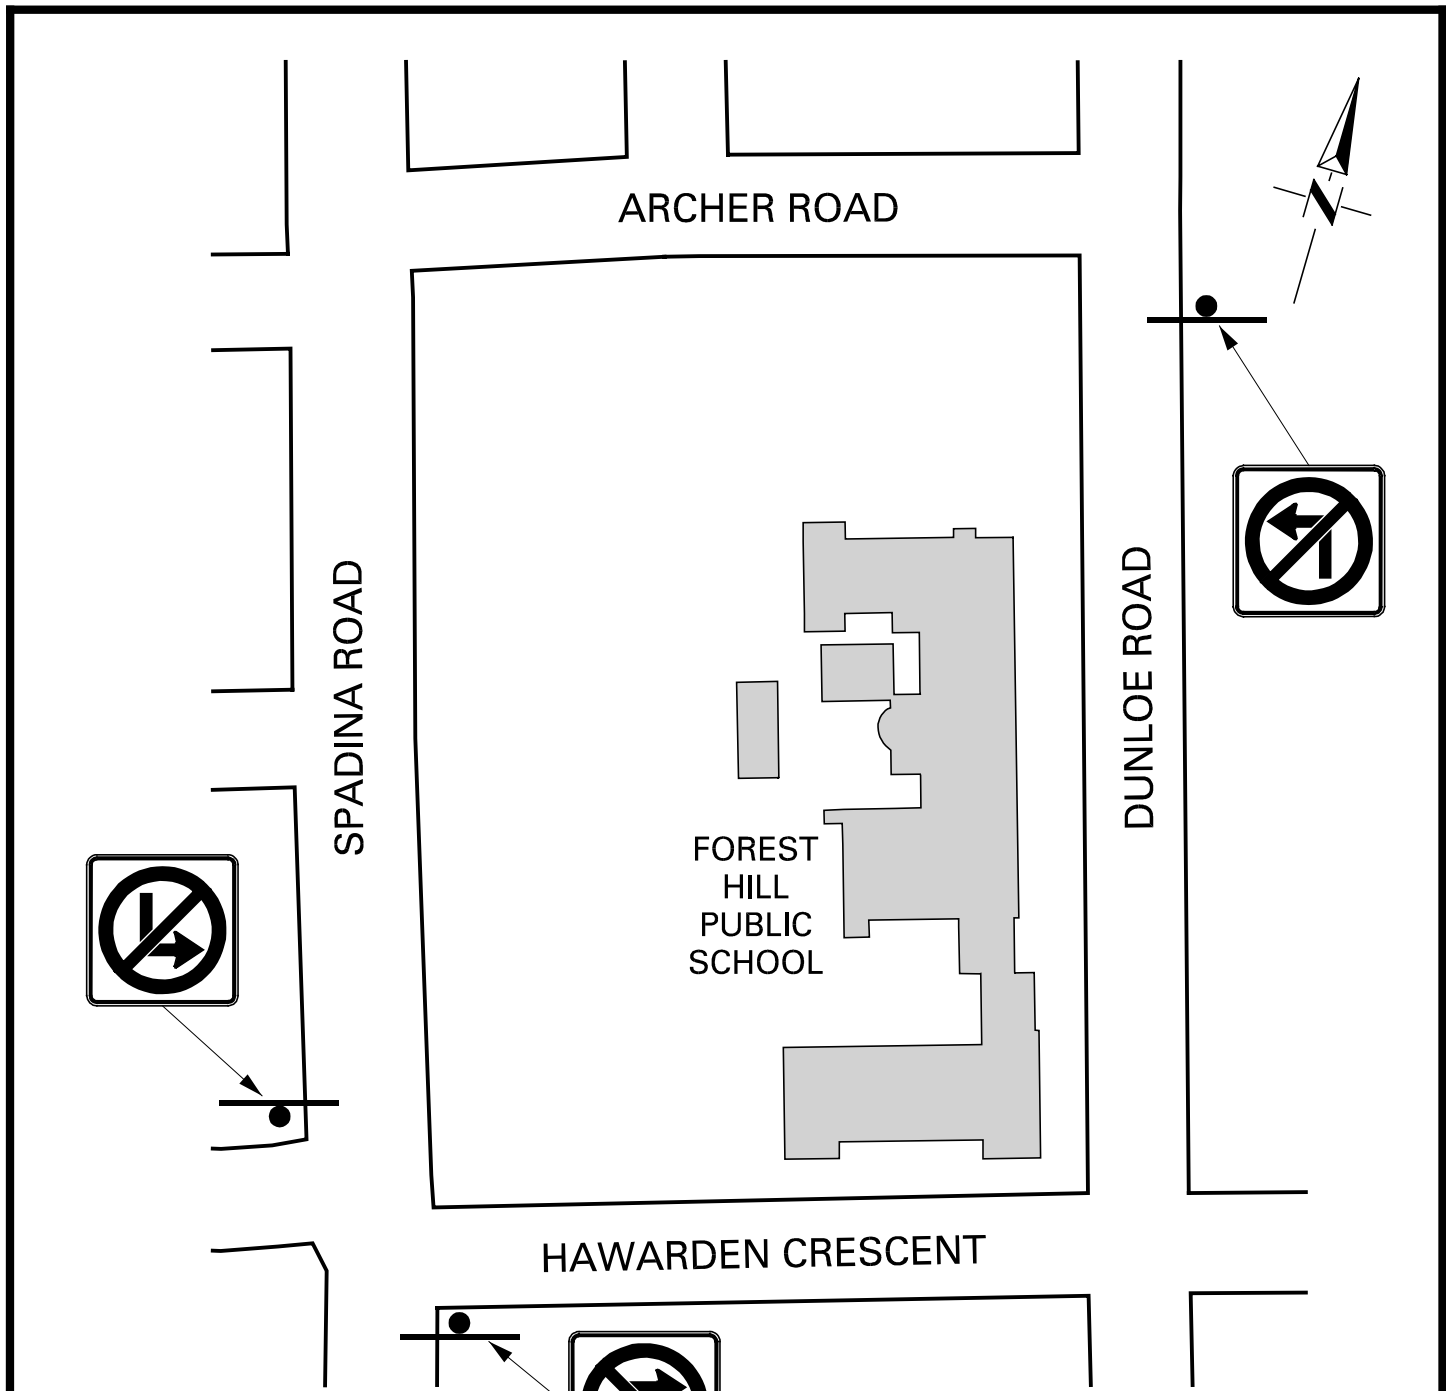 ARCHER ROAD
N
SPADINA ROAD
DUNLOE ROAD
FOREST
HILL
PUBLIC
SCHOOL
HAWARDEN CRESCENT